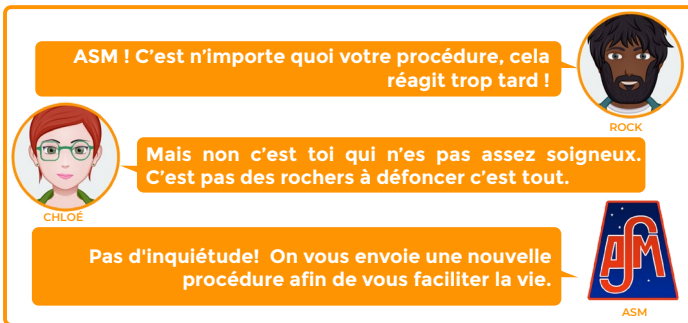 ASM ! C'est n'importe quoi votre procédure, cela
réagit trop tard !
ROCK
Mais non c'est toi qui n'es pas assez soigneux.
C'est pas des rochers à défoncer c'est tout.
CHLOÉ
Pas d'inquiétude! On vous envoie une nouvelle
procédure afin de vous faciliter la vie.
ASM
ASM